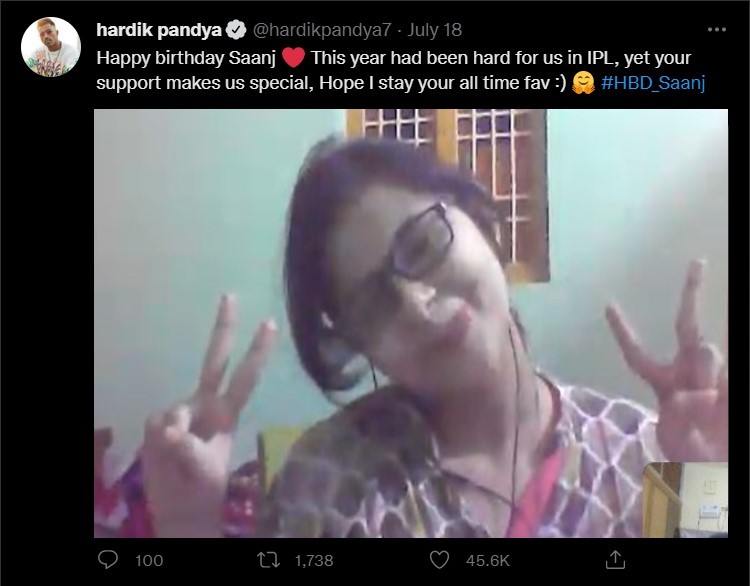 hardik pandya @hardikpandya7 · July 18
Happy birthday Saanj ❤️ This year had been hard for us in IPL, yet your
support makes us special, Hope I stay your all time fav :) 🤗 #HBD_Saanj
100 1,738 45.6K